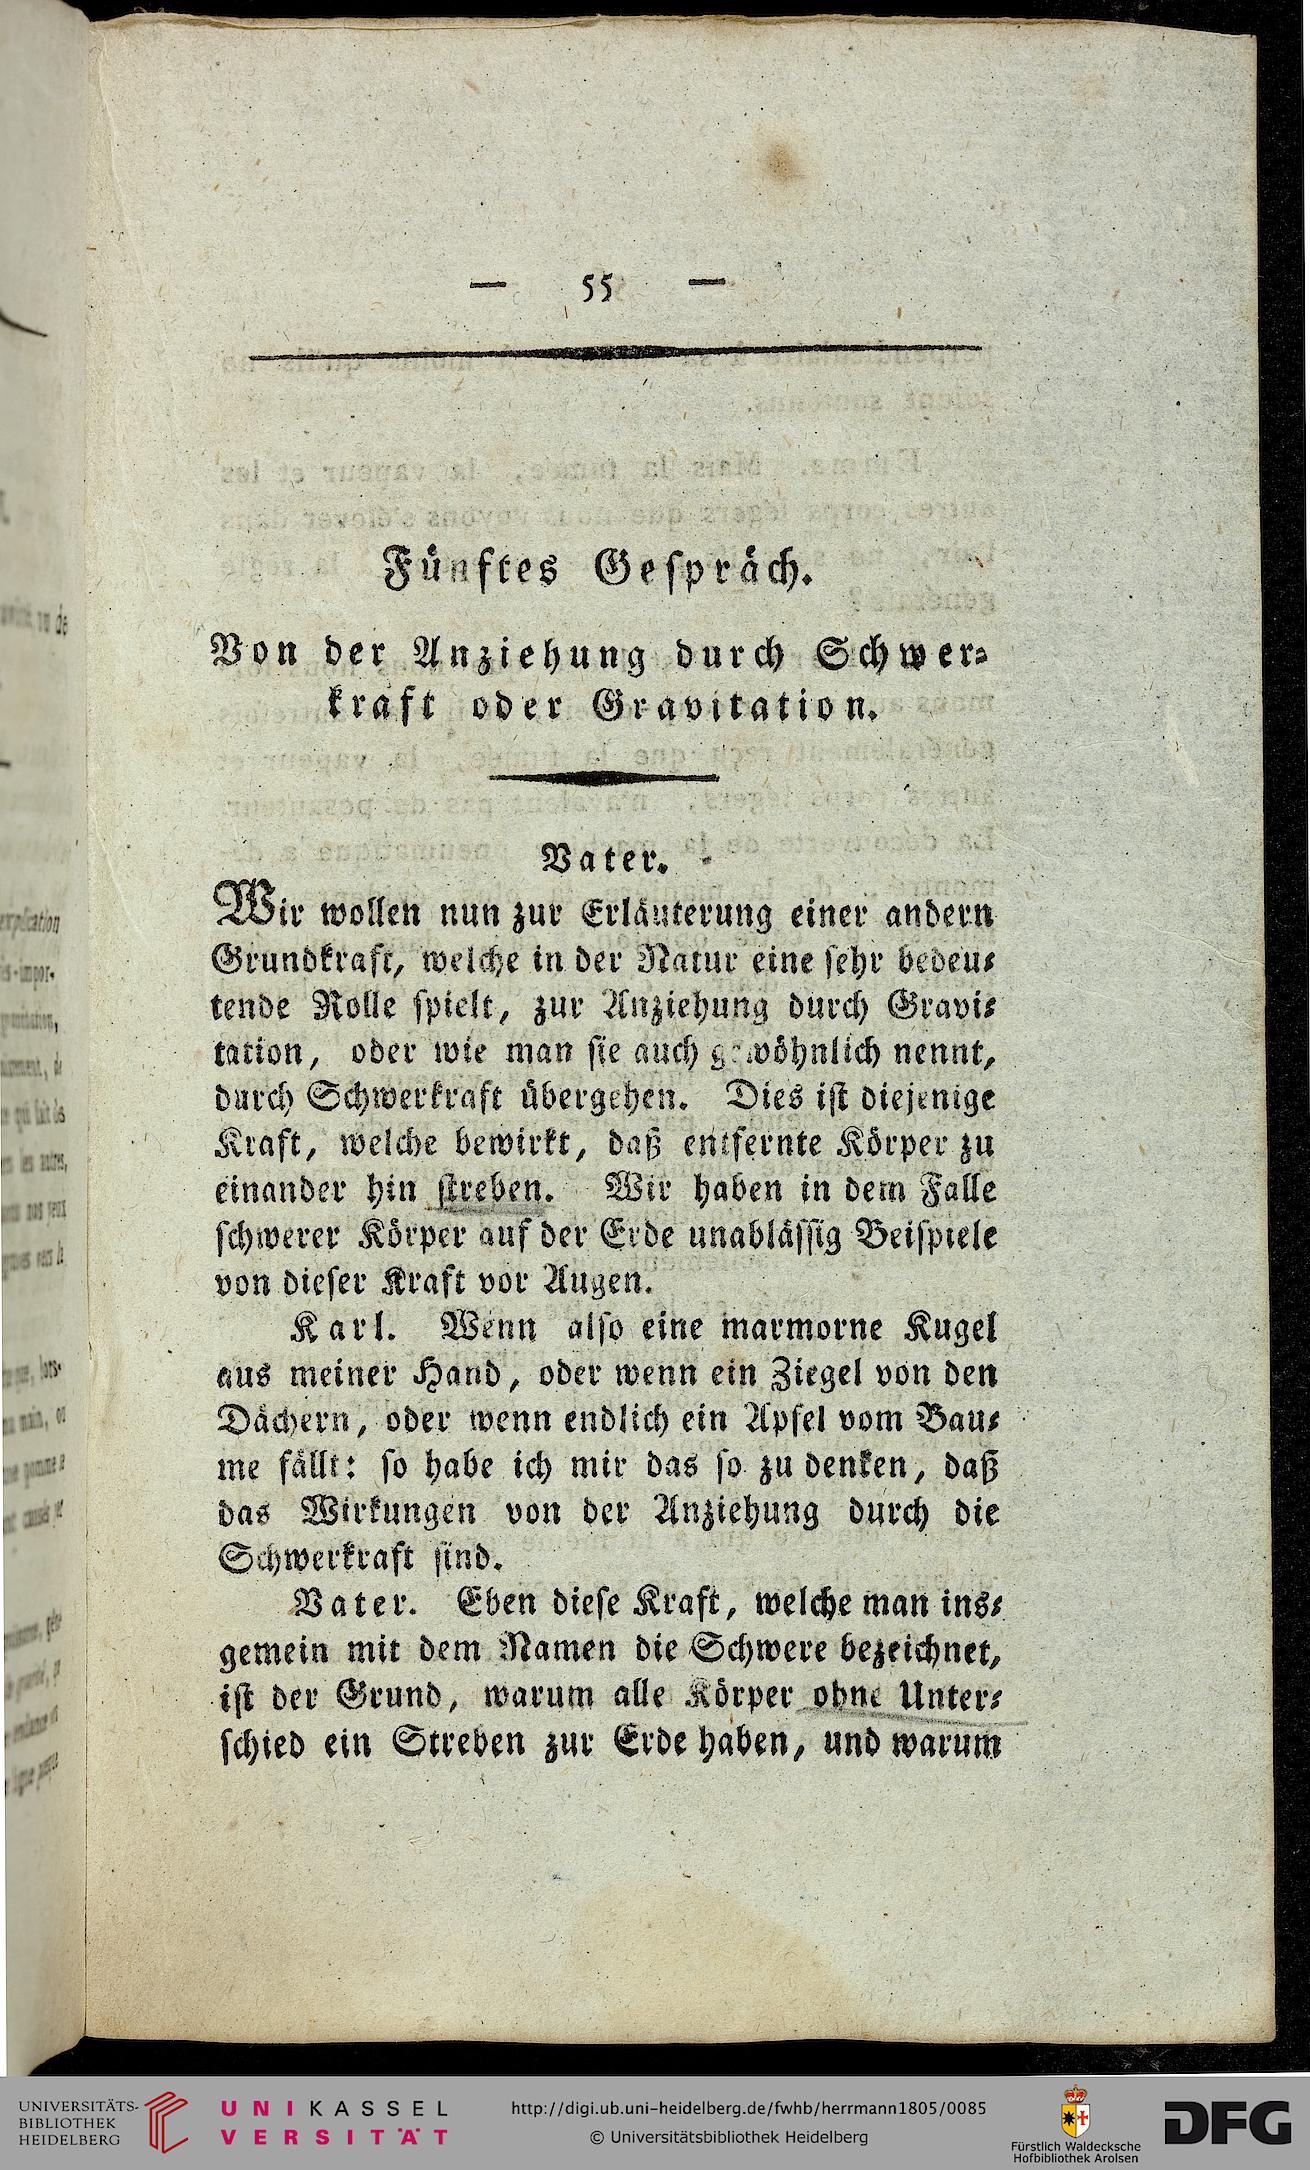 — 55 —
Fünftes Gespräch.
Von der Anziehung durch Schwer-
kraft oder Gravitation.
Vater.
Wir wollen nun zur Erläuterung einer andern
Grundkraft, welche in der Natur eine sehr bedeu-
tende Rolle spielt, zur Anziehung durch Gravi-
tation, oder wie man sie auch gewöhnlich nennt,
durch Schwerkraft übergehen. Dies ist diejenige
Kraft, welche bewirkt, daß entfernte Körper zu
einander hin streben. Wir haben in dem Falle
schwerer Körper auf der Erde unablässig Beispiele
von dieser Kraft vor Augen.
Karl. Wenn also eine marmorne Kugel
aus meiner Hand, oder wenn ein Ziegel von den
Dächern, oder wenn endlich ein Apfel vom Bau-
me fällt: so habe ich mir das so zu denken, daß
das Wirkungen von der Anziehung durch die
Schwerkraft sind.
Vater. Eben diese Kraft, welche man ins-
gemein mit dem Namen die Schwere bezeichnet,
ist der Grund, warum alle Körper ohne Unter-
schied ein Streben zur Erde haben, und warum
UNIVERSITÄTS-
BIBLIOTHEK
HEIDELBERG
UNIKASSEL
VERSITÄT
http://digi.ub.uni-heidelberg.de/fwhb/herrmann1805/0085
© Universitätsbibliothek Heidelberg
Fürstlich Waldecksche
Hofbibliothek Arolsen
DFG